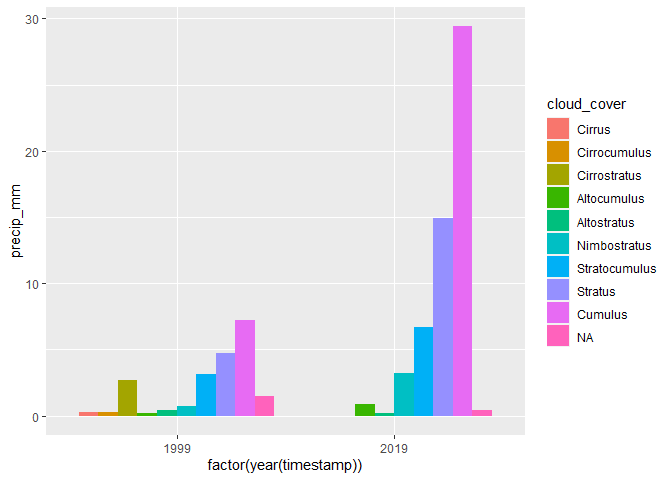 30
20
10
0
precip_mm
1999
2019
factor(year(timestamp))
cloud_cover
Cirrus
Cirrocumulus
Cirrostratus
Altocumulus
Altostratus
Nimbostratus
Stratocumulus
Stratus
Cumulus
NA